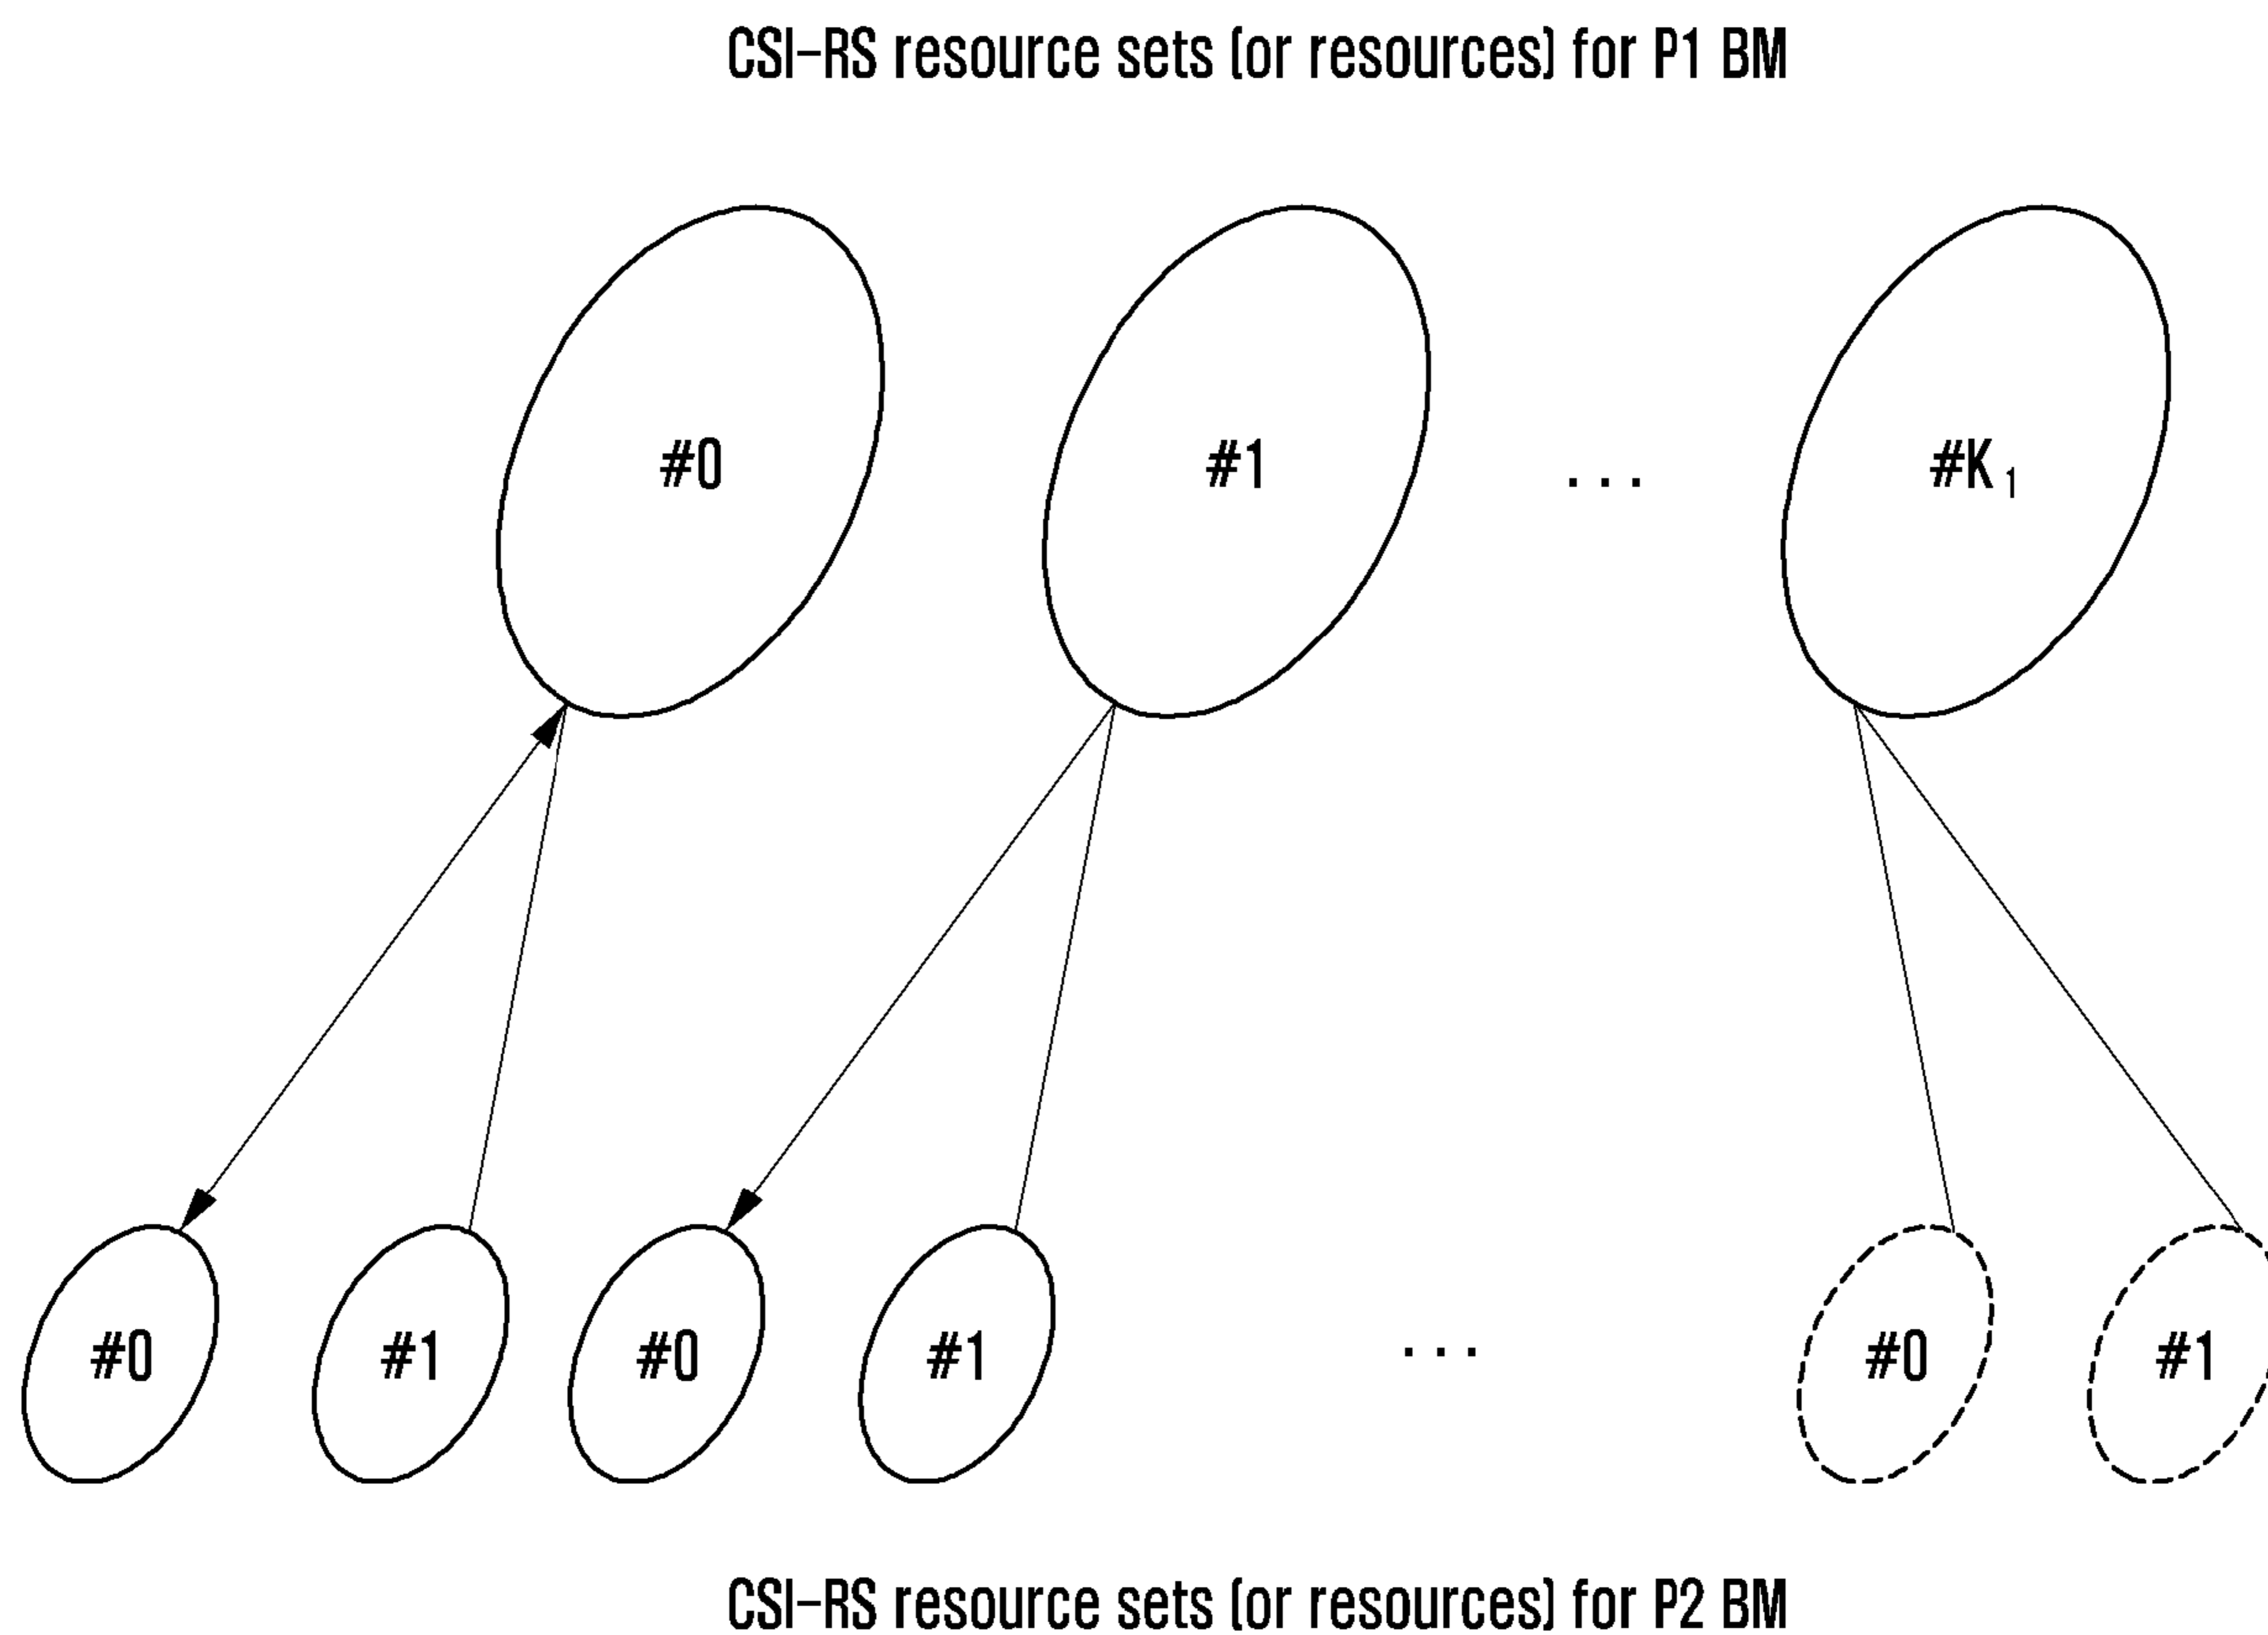 CSI-RS resource sets (or resources) for P1 BM
#0 #1 ... #K1
#0 #1 #0 #1 ... #0 #1
CSI-RS resource sets (or resources) for P2 BM